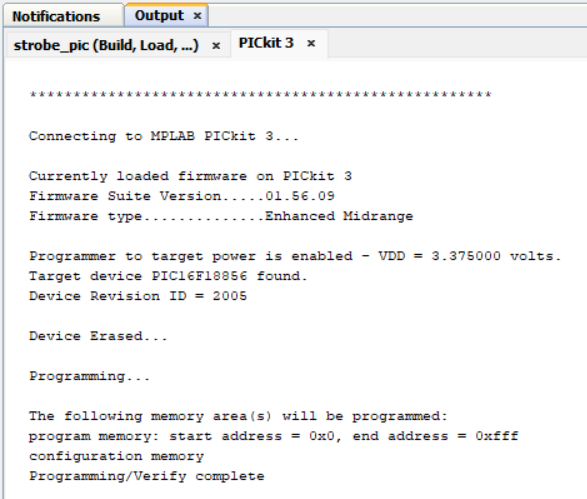 Notifications Output ×
strobe_pic (Build, Load, ...) × PICkit 3 ×
*****************************************************
Connecting to MPLAB PICkit 3...
Currently loaded firmware on PICkit 3
Firmware Suite Version.....01.56.09
Firmware type..............Enhanced Midrange
Programmer to target power is enabled - VDD = 3.375000 volts.
Target device PIC16F18856 found.
Device Revision ID = 2005
Device Erased...
Programming...
The following memory area(s) will be programmed:
program memory: start address = 0x0, end address = 0xfff
configuration memory
Programming/Verify complete